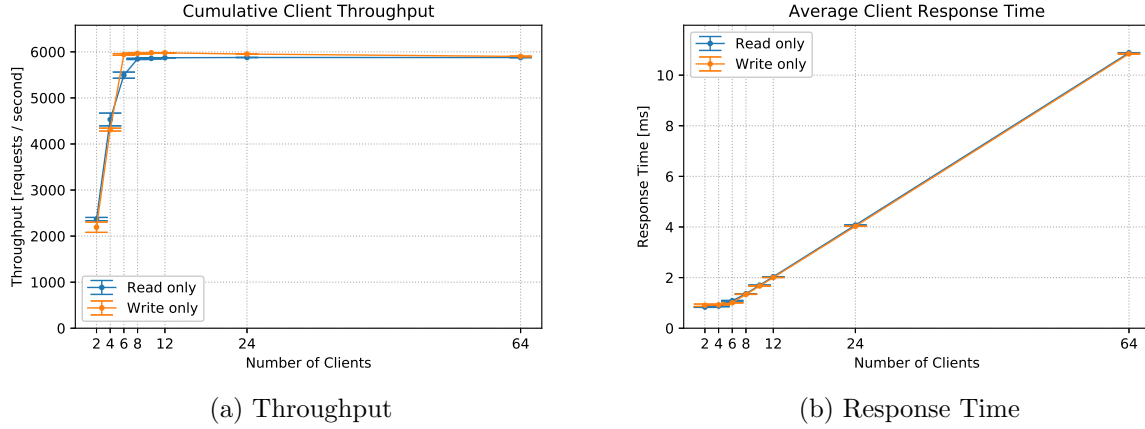 Cumulative Client Throughput
Throughput [requests / second]
6000
5000
4000
3000
2000
1000
0
Read only
Write only
2 4 6 8 12 24 64
Number of Clients
(a) Throughput
Average Client Response Time
Response Time [ms]
Read only
Write only
10
8
6
4
2
0
2 4 6 8 12 24 64
Number of Clients
(b) Response Time